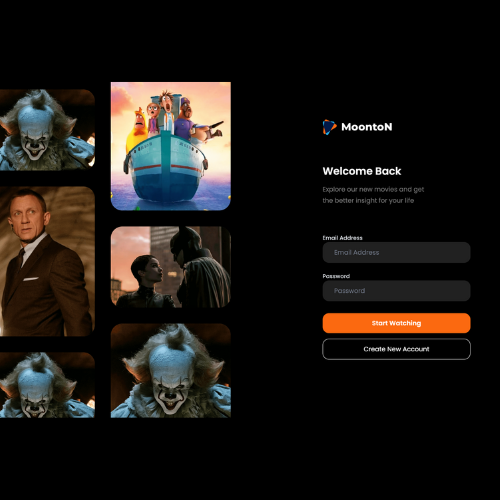 MoontoN
Welcome Back
Explore our new movies and get
the better insight for your life
Email Address
Email Address
Password
Password
Start Watching
Create New Account